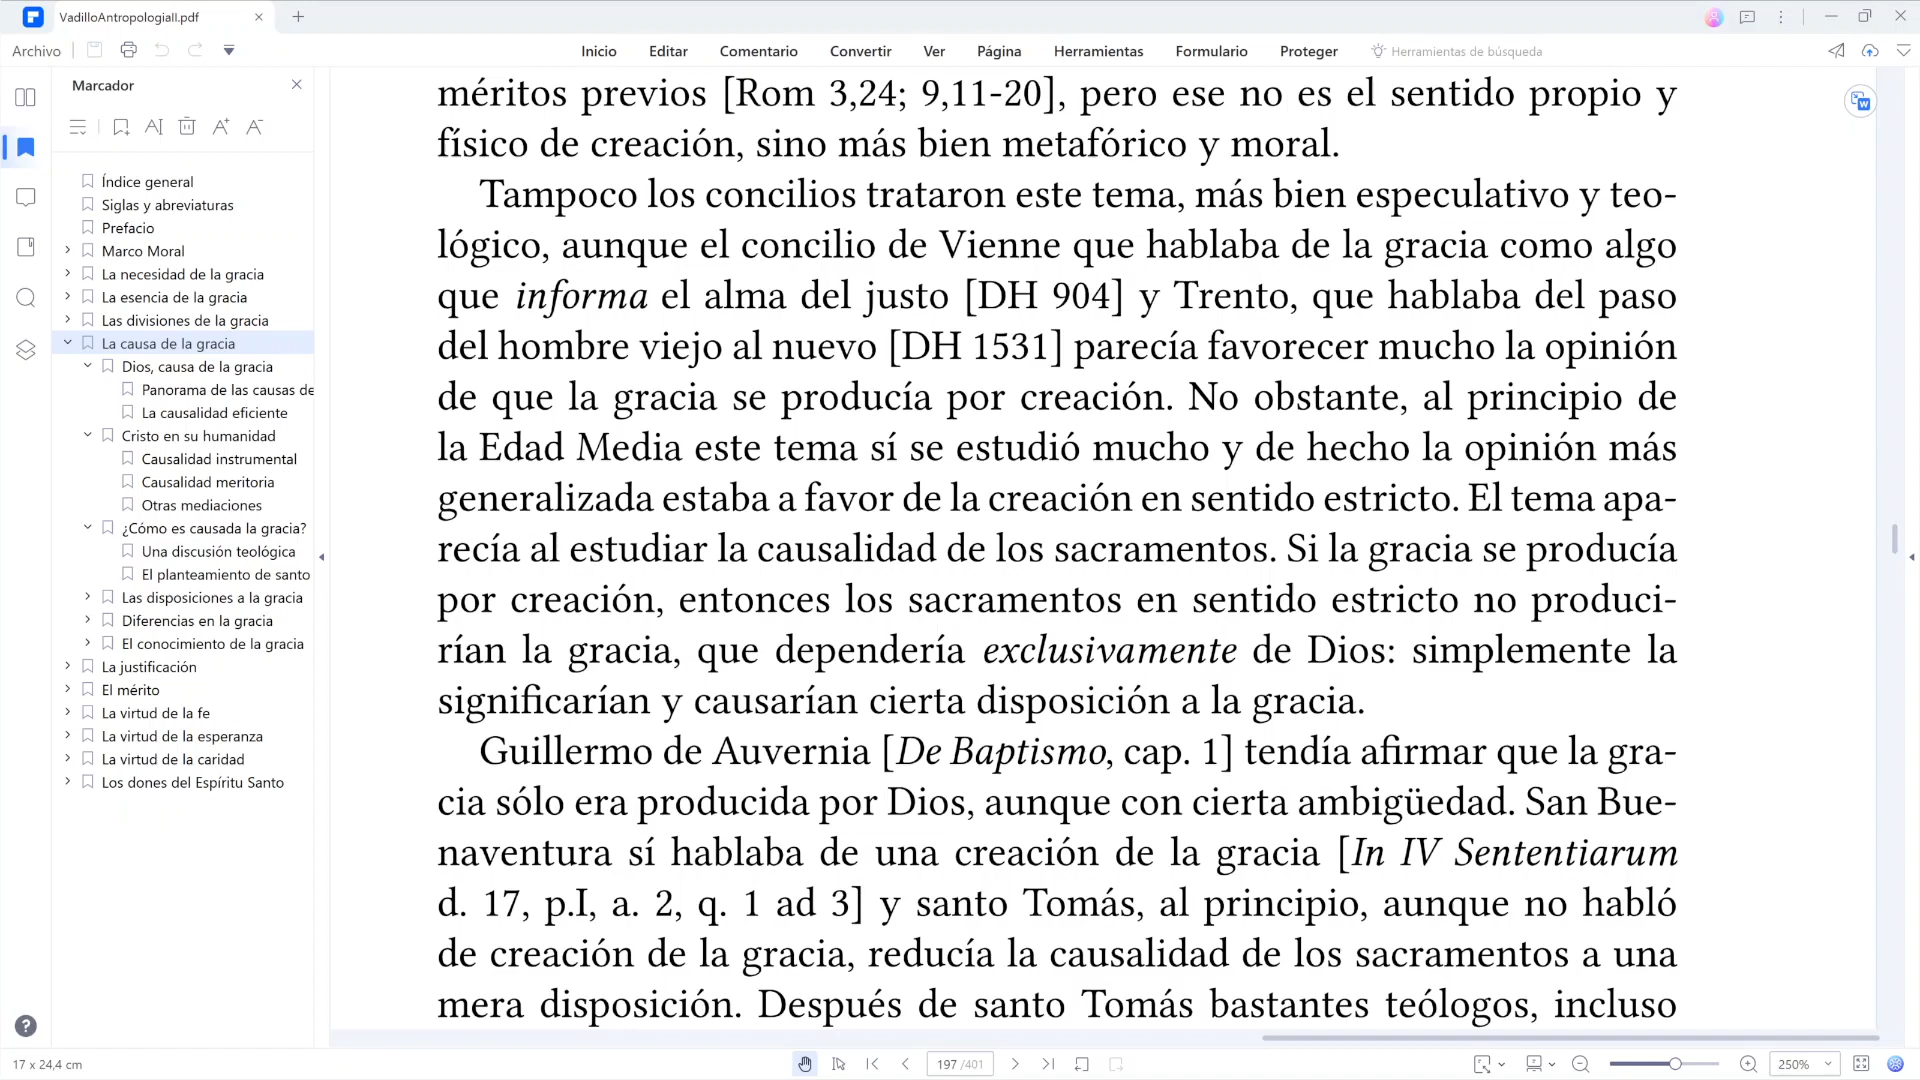 VadilloAntropologiaII.pdf
Archivo
Inicio
Editar
Comentario
Convertir
Ver
Página
Herramientas
Formulario
Proteger
Herramientas de búsqueda
Marcador
Índice general
Siglas y abreviaturas
Prefacio
Marco Moral
La necesidad de la gracia
La esencia de la gracia
Las divisiones de la gracia
La causa de la gracia
Dios, causa de la gracia
Panorama de las causas de
La causalidad eficiente
Cristo en su humanidad
Causalidad instrumental
Causalidad meritoria
Otras mediaciones
¿Cómo es causada la gracia?
Una discusión teológica
El planteamiento de santo
Las disposiciones a la gracia
Diferencias en la gracia
El conocimiento de la gracia
La justificación
El mérito
La virtud de la fe
La virtud de la esperanza
La virtud de la caridad
Los dones del Espíritu Santo
méritos previos [Rom 3,24; 9,11-20], pero ese no es el sentido propio y
físico de creación, sino más bien metafórico y moral.
Tampoco los concilios trataron este tema, más bien especulativo y teo-
lógico, aunque el concilio de Vienne que hablaba de la gracia como algo
que informa el alma del justo [DH 904] y Trento, que hablaba del paso
del hombre viejo al nuevo [DH 1531] parecía favorecer mucho la opinión
de que la gracia se producía por creación. No obstante, al principio de
la Edad Media este tema sí se estudió mucho y de hecho la opinión más
generalizada estaba a favor de la creación en sentido estricto. El tema apa-
recía al estudiar la causalidad de los sacramentos. Si la gracia se producía
por creación, entonces los sacramentos en sentido estricto no produci-
rían la gracia, que dependería exclusivamente de Dios: simplemente la
significarían y causarían cierta disposición a la gracia.
Guillermo de Auvernia [De Baptismo, cap. 1] tendía afirmar que la gra-
cia sólo era producida por Dios, aunque con cierta ambigüedad. San Bue-
naventura sí hablaba de una creación de la gracia [In IV Sententiarum
d. 17, p.I, a. 2, q. 1 ad 3] y santo Tomás, al principio, aunque no habló
de creación de la gracia, reducía la causalidad de los sacramentos a una
mera disposición. Después de santo Tomás bastantes teólogos, incluso
17 x 24,4 cm
197 /401
250%